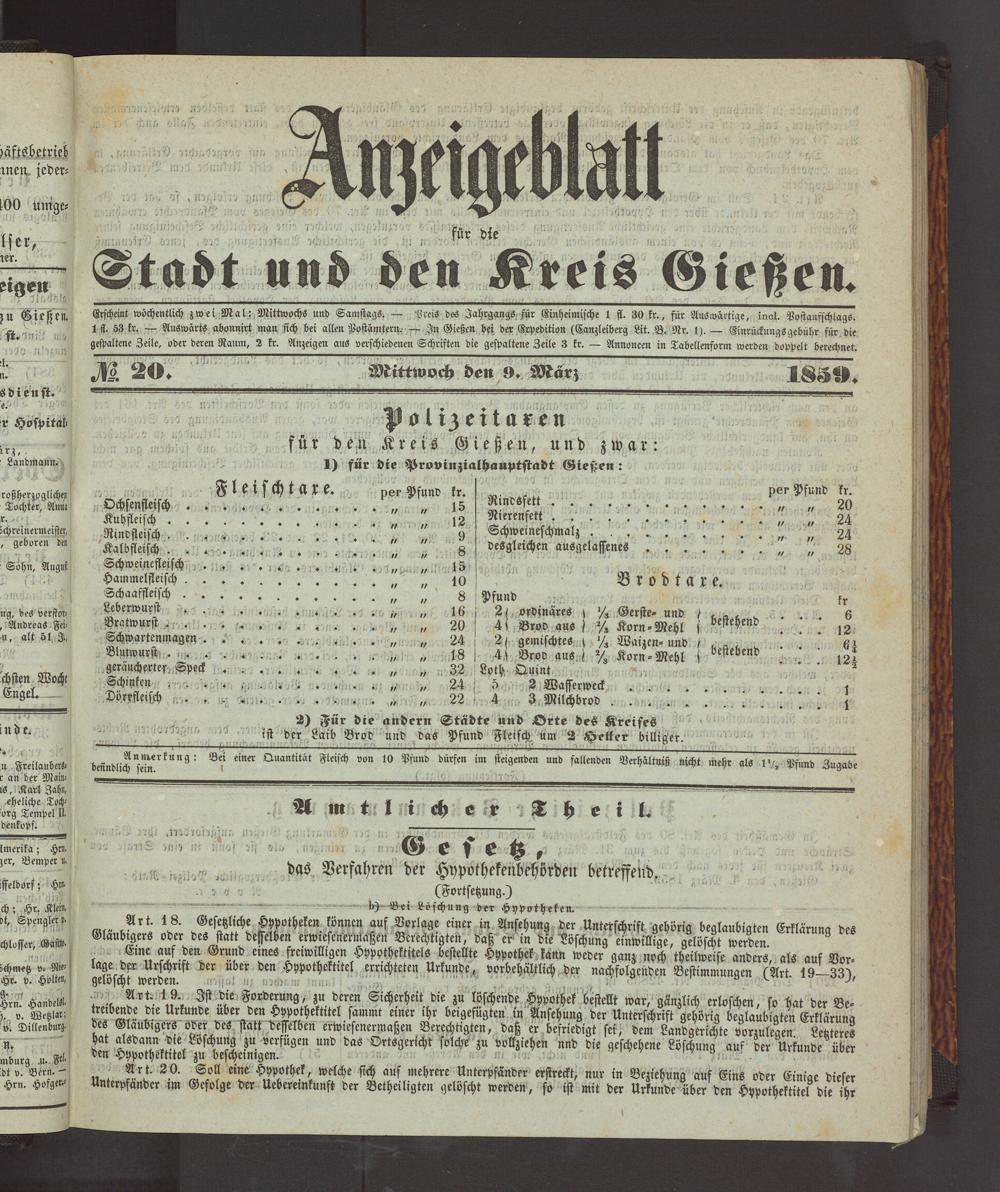 Anzeigeblatt
für die
Stadt und den Kreis Gießen.
Erscheint wöchentlich zwei Mal: Mittwochs und Samstags. — Preis des Jahrgangs für Einheimische 1 fl. 30 kr., für Auswärtige, incl. Postaufschlags.
1 fl. 53 kr. — Auswärts abonnirt man sich bei allen Postämtern. — In Gießen bei der Expedition (Canzleiberg Lit. B. Nr. 1). — Einrückungsgebühr für die
gespaltene Zeile, oder deren Raum, 2 kr. Anzeigen aus verschiedenen Schriften die gespaltene Zeile 3 kr. — Annoncen in Tabellenform werden doppelt berechnet.
№ 20. Mittwoch den 9. März 1859.
Polizeitaxen
für den Kreis Gießen, und zwar:
1) für die Provinzialhauptstadt Gießen:
Fleischtaxe. per Pfund kr.
Ochsenfleisch . . . „ „ 15
Kuhfleisch . . . „ „ 12
Rindfleisch . . . „ „ 9
Kalbfleisch . . . „ „ 8
Schweinefleisch . . . „ „ 15
Hammelfleisch . . . „ „ 10
Schaaffleisch . . . „ „ 8
Leberwurst . . . „ „ 16
Bratwurst . . . „ „ 20
Schwartenmagen . . . „ „ 24
Blutwurst . . . „ „ 18
geräucherter Speck . . . „ „ 32
Schinken . . . „ „ 24
Dörrfleisch . . . „ „ 22
per Pfund kr.
Rindsfett . . . „ „ 20
Nierenfett . . . „ „ 24
Schweineschmalz . . . „ „ 24
desgleichen ausgelassenes . . . „ „ 28
Brodtaxe.
Pfund kr
2 ordinäres ⅓ Gerste- und bestehend . . . 6
4 Brod aus ⅔ Korn-Mehl 12
2 gemischtes ⅓ Waizen- und bestehend . . . 6¼
4 Brod aus ⅔ Korn-Mehl 12½
Loth Quint
5 2 Wasserweck . . . 1
4 3 Milchbrod . . . 1
2) Für die andern Städte und Orte des Kreises
ist der Laib Brod und das Pfund Fleisch um 2 Heller billiger.
Anmerkung: Bei einer Quantität Fleisch von 10 Pfund dürfen im steigenden und fallenden Verhältniß nicht mehr als 1½ Pfund Zugabe
befindlich sein.
Amtlicher Theil.
Gesetz,
das Verfahren der Hypothekenbehörden betreffend.
(Fortsetzung.)
b) Bei Löschung der Hypotheken.
Art. 18. Gesetzliche Hypotheken können auf Vorlage einer in Ansehung der Unterschrift gehörig beglaubigten Erklärung des
Gläubigers oder des statt desselben erwiesenermaßen Berechtigten, daß er in die Löschung einwillige, gelöscht werden.
Eine auf den Grund eines freiwilligen Hypothektitels bestellte Hypothek kann weder ganz noch theilweise anders, als auf Vor-
lage der Urschrift der über den Hypothektitel errichteten Urkunde, vorbehältlich der nachfolgenden Bestimmungen (Art. 19—33),
gelöscht werden.
Art. 19. Ist die Forderung, zu deren Sicherheit die zu löschende Hypothek bestellt war, gänzlich erloschen, so hat der Be-
treibende die Urkunde über den Hypothektitel sammt einer ihr beigefügten in Ansehung der Unterschrift gehörig beglaubigten Erklärung
des Gläubigers oder des statt desselben erwiesenermaßen Berechtigten, daß er befriedigt sei, dem Landgerichte vorzulegen. Letzteres
hat alsdann die Löschung zu verfügen und das Ortsgericht solche zu vollziehen nnd die geschehene Löschung auf der Urkunde über
den Hypothektitel zu bescheinigen.
Art. 20. Soll eine Hypothek, welche sich auf mehrere Unterpfänder erstreckt, nur in Beziehung auf Eins oder Einige dieser
Unterpfänder im Gefolge der Uebereinkunft der Betheiligten gelöscht werden, so ist mit der Urkunde über den Hypothektitel die ihr